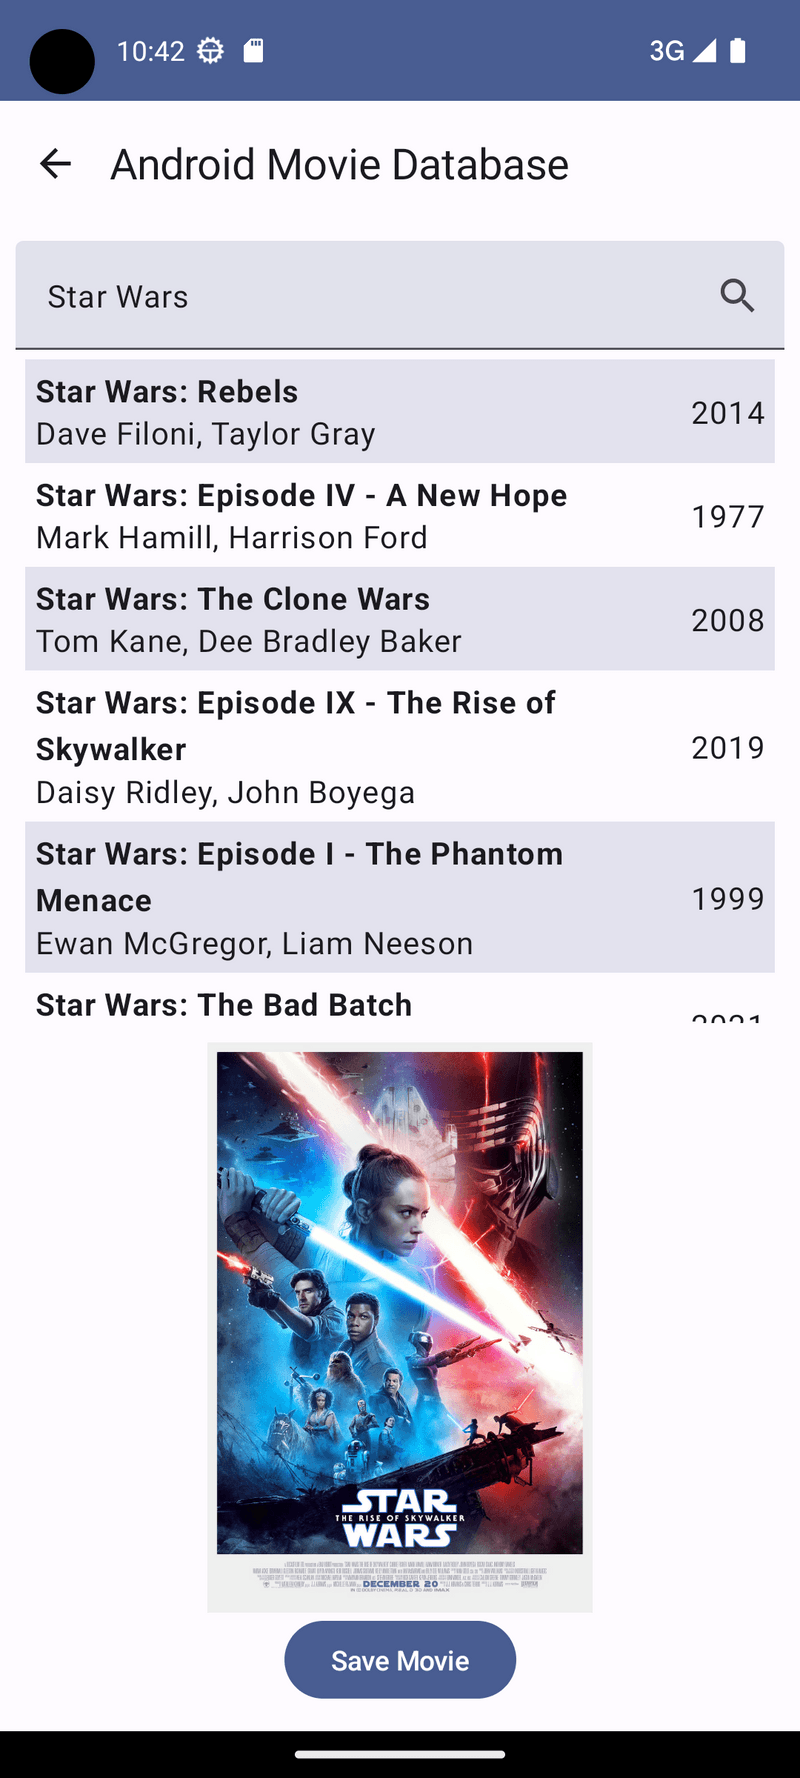 10:42
3G
Android Movie Database
Star Wars
Star Wars: Rebels
Dave Filoni, Taylor Gray
2014
Star Wars: Episode IV - A New Hope
Mark Hamill, Harrison Ford
1977
Star Wars: The Clone Wars
Tom Kane, Dee Bradley Baker
2008
Star Wars: Episode IX - The Rise of
Skywalker
Daisy Ridley, John Boyega
2019
Star Wars: Episode I - The Phantom
Menace
Ewan McGregor, Liam Neeson
1999
Star Wars: The Bad Batch
2021
STAR
THE RISE OF SKYWALKER
WARS
DECEMBER 20
Save Movie